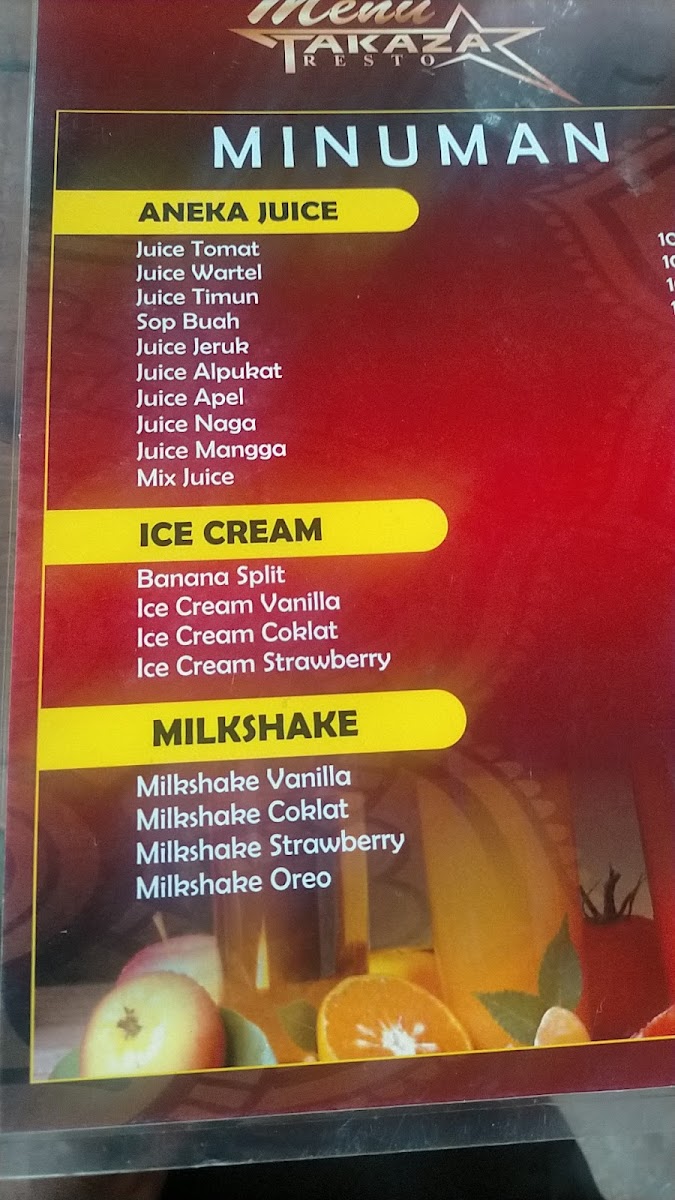 Menu
TAKAZA
RESTO
MINUMAN
ANEKA JUICE
Juice Tomat
Juice Wartel
Juice Timun
Sop Buah
Juice Jeruk
Juice Alpukat
Juice Apel
Juice Naga
Juice Mangga
Mix Juice
ICE CREAM
Banana Split
Ice Cream Vanilla
Ice Cream Coklat
Ice Cream Strawberry
MILKSHAKE
Milkshake Vanilla
Milkshake Coklat
Milkshake Strawberry
Milkshake Oreo